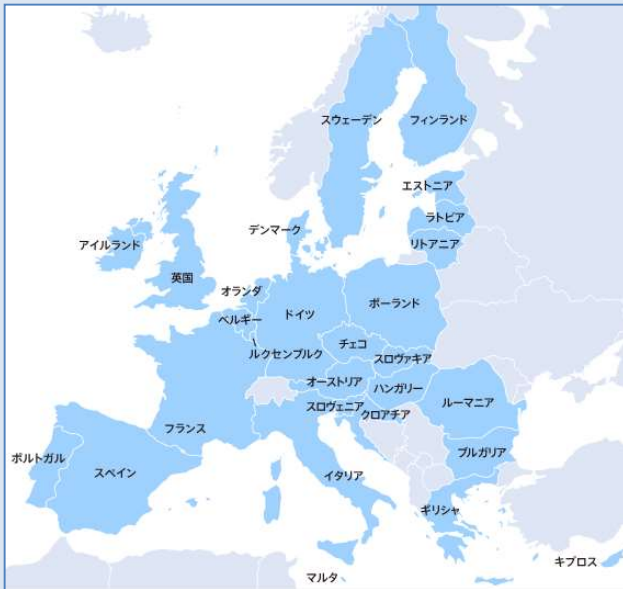 スウェーデン
フィンランド
エストニア
ラトビア
リトアニア
デンマーク
アイルランド
英国
オランダ
ベルギー
ドイツ
ポーランド
ルクセンブルク
チェコ
スロヴァキア
オーストリア
ハンガリー
スロヴェニア
クロアチア
ルーマニア
フランス
ブルガリア
ポルトガル
スペイン
イタリア
ギリシャ
マルタ
キプロス